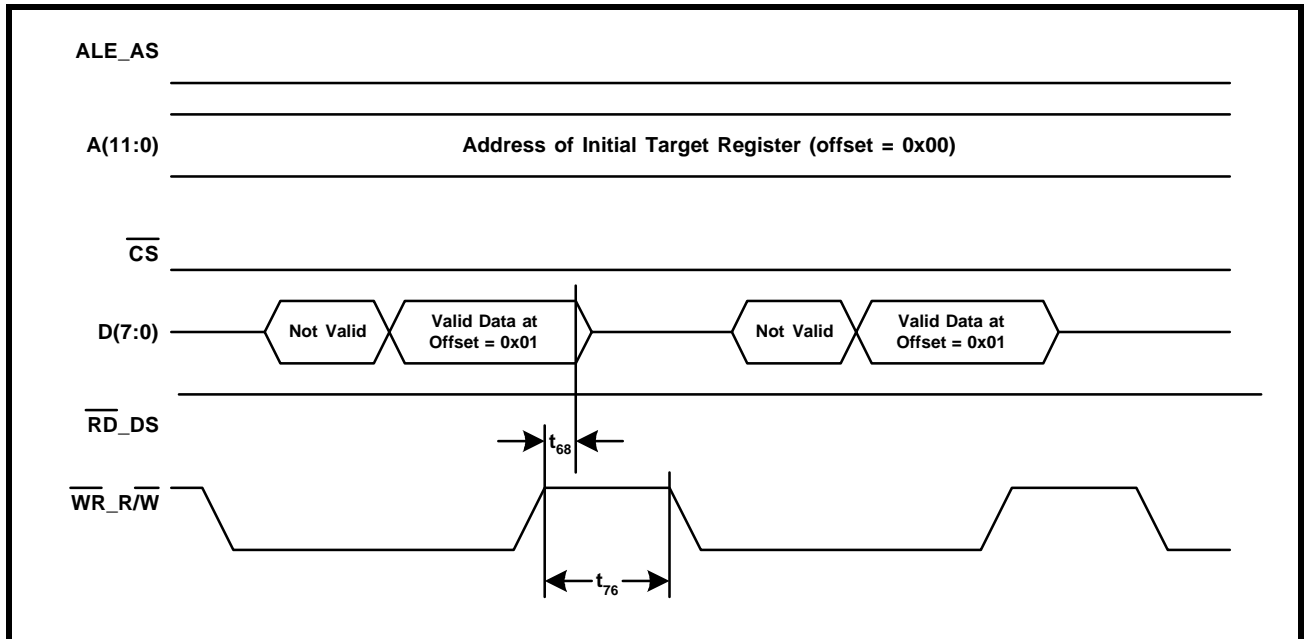 ALE_AS
A(11:0)
Address of Initial Target Register (offset = 0x00)
CS
D(7:0)
Not Valid
Valid Data at
Offset = 0x01
Not Valid
Valid Data at
Offset = 0x01
RD_DS
t68
WR_R/W
t76